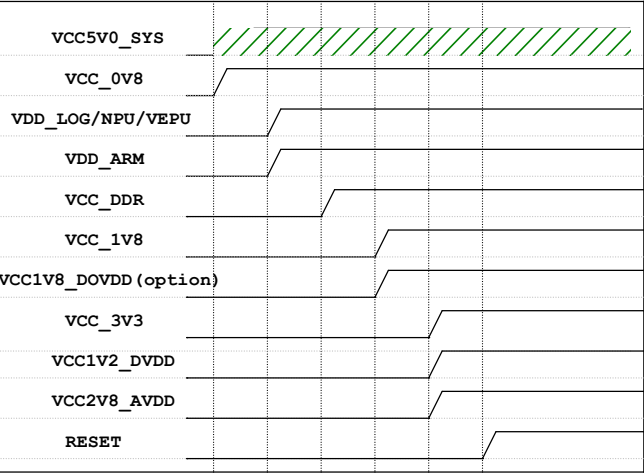 VCC5V0_SYS
VCC_0V8
VDD_LOG/NPU/VEPU
VDD_ARM
VCC_DDR
VCC_1V8
VCC1V8_DOVDD(option)
VCC_3V3
VCC1V2_DVDD
VCC2V8_AVDD
RESET